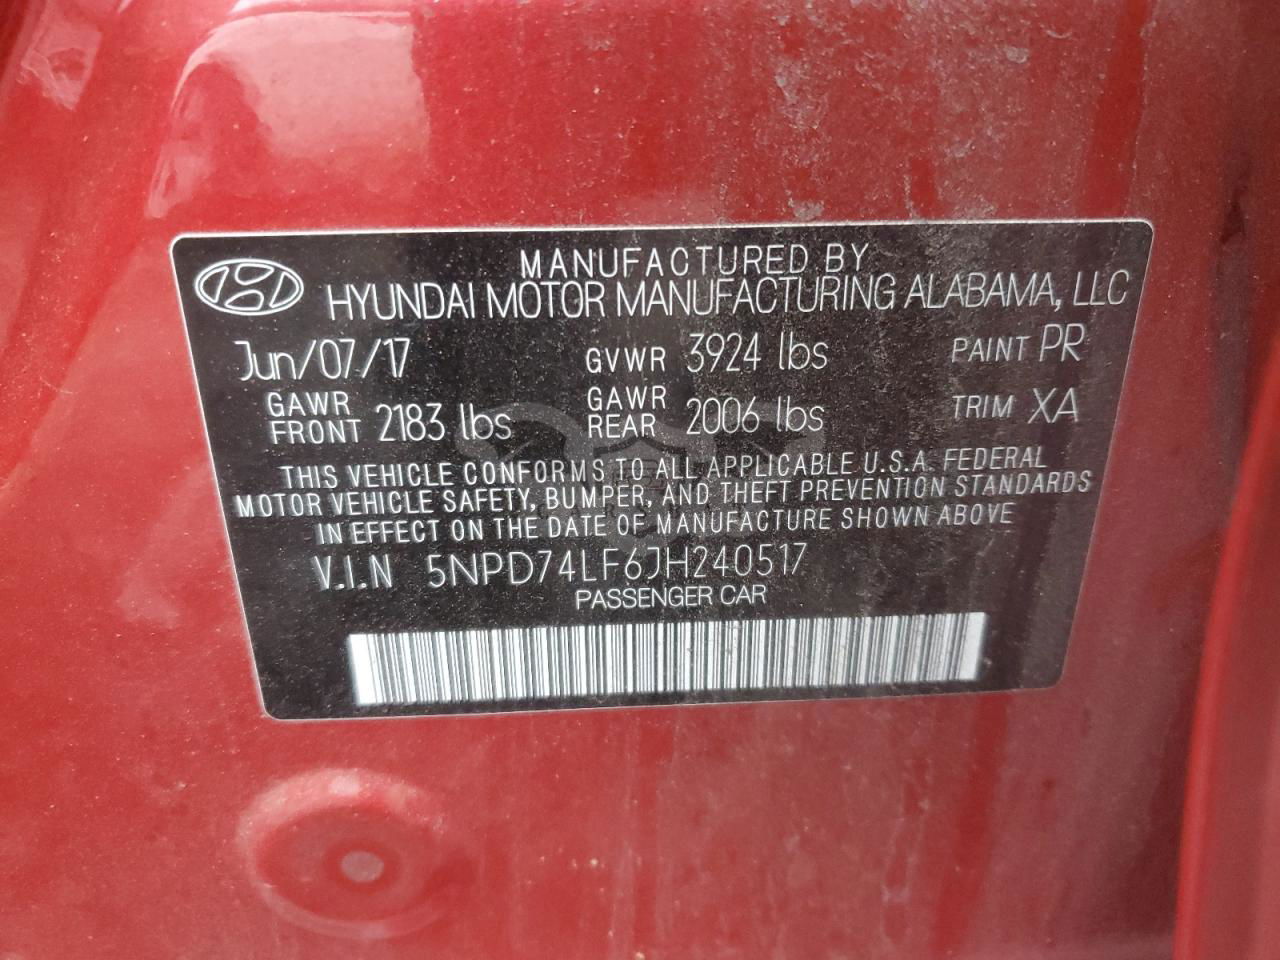 MANUFACTURED BY
HYUNDAI MOTOR MANUFACTURING ALABAMA, LLC
Jun/07/17 GVWR 3924 lbs PAINT PR
GAWR FRONT 2183 lbs GAWR REAR 2006 lbs TRIM XA
THIS VEHICLE CONFORMS TO ALL APPLICABLE U.S.A. FEDERAL
MOTOR VEHICLE SAFETY, BUMPER, AND THEFT PREVENTION STANDARDS
IN EFFECT ON THE DATE OF MANUFACTURE SHOWN ABOVE
V.I.N 5NPD74LF6JH240517
PASSENGER CAR